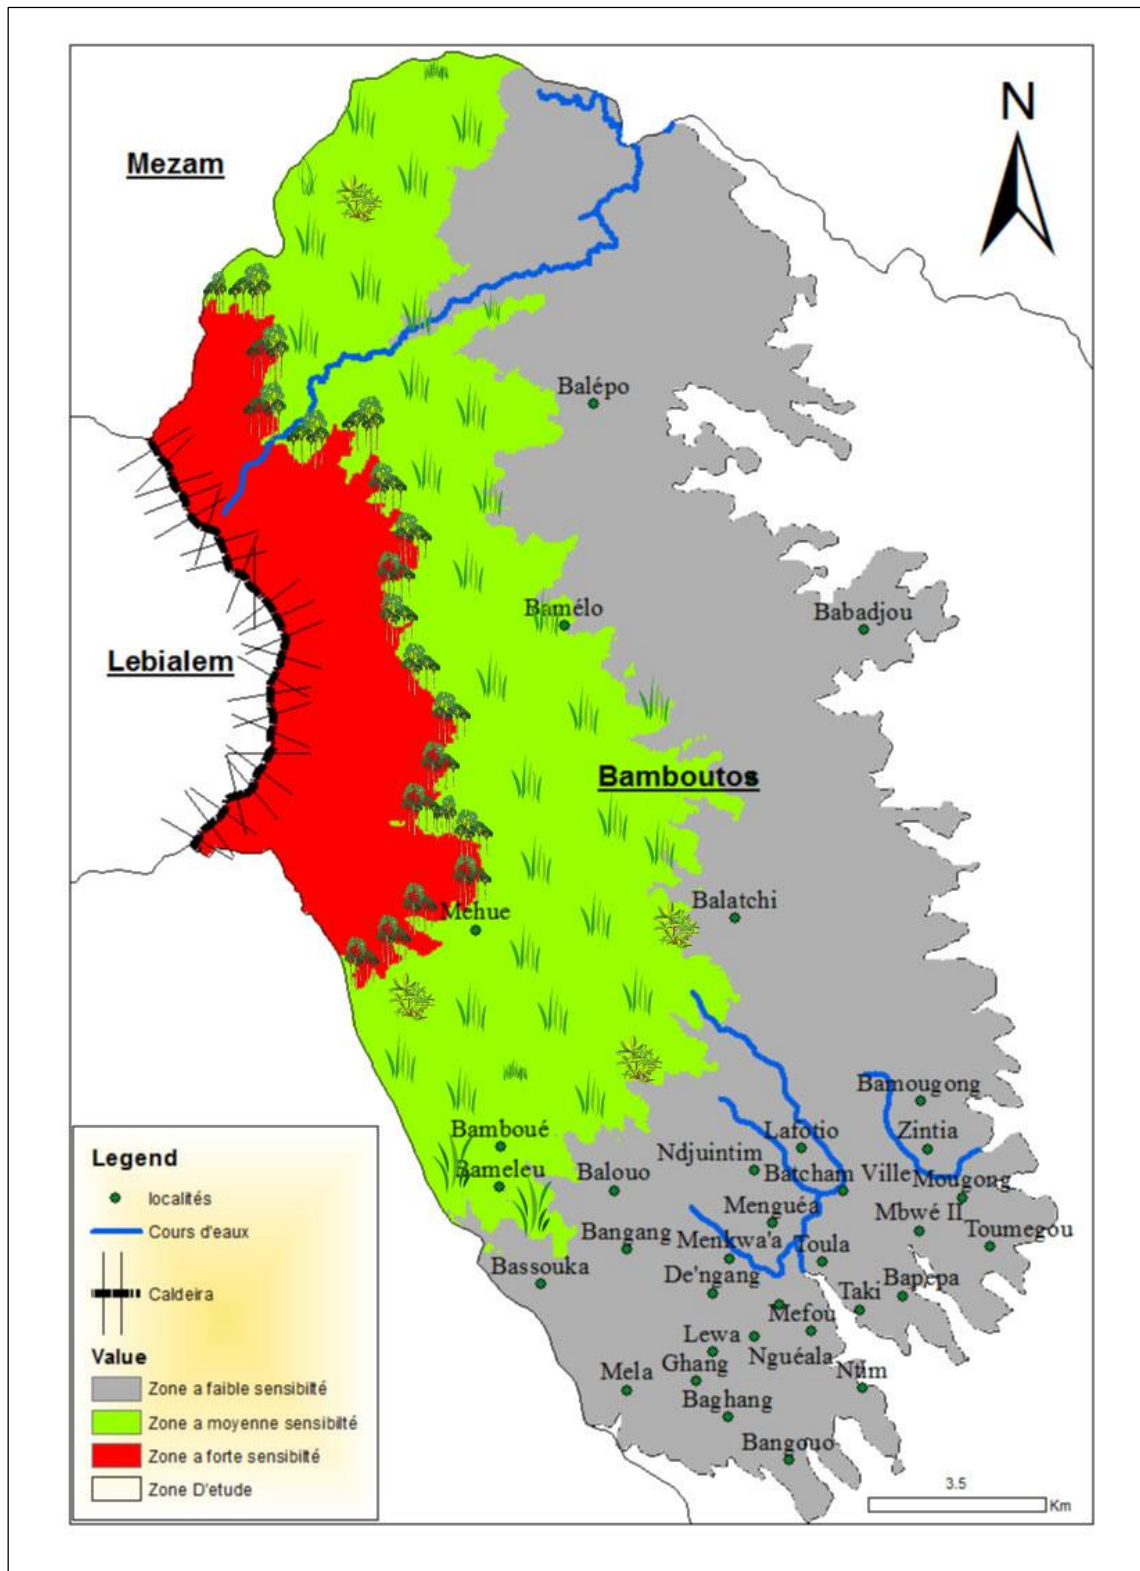 N
Mezam
Balépo
Bamélo
Babadjou
Lebialem
Bamboutos
Balatchi
Mehue
Bamougong
Bamboué
Lafotio
Zintia
Ndjuintim
Bameleu
Balouo
Batcham Ville
Mougong
Menguéa
Mbwé II
Bangang
Menkwa'a
Toula
Toumegou
Bassouka
De'ngang
Taki
Bapepa
Mefou
Lewa
Nguéala
Ghang
Mela
Ntim
Baghang
Bangouo
Legend
localités
Cours d'eaux
Caldeira
Value
Zone a faible sensibilté
Zone a moyenne sensibilté
Zone a forte sensibilté
Zone D'etude
3.5
Km